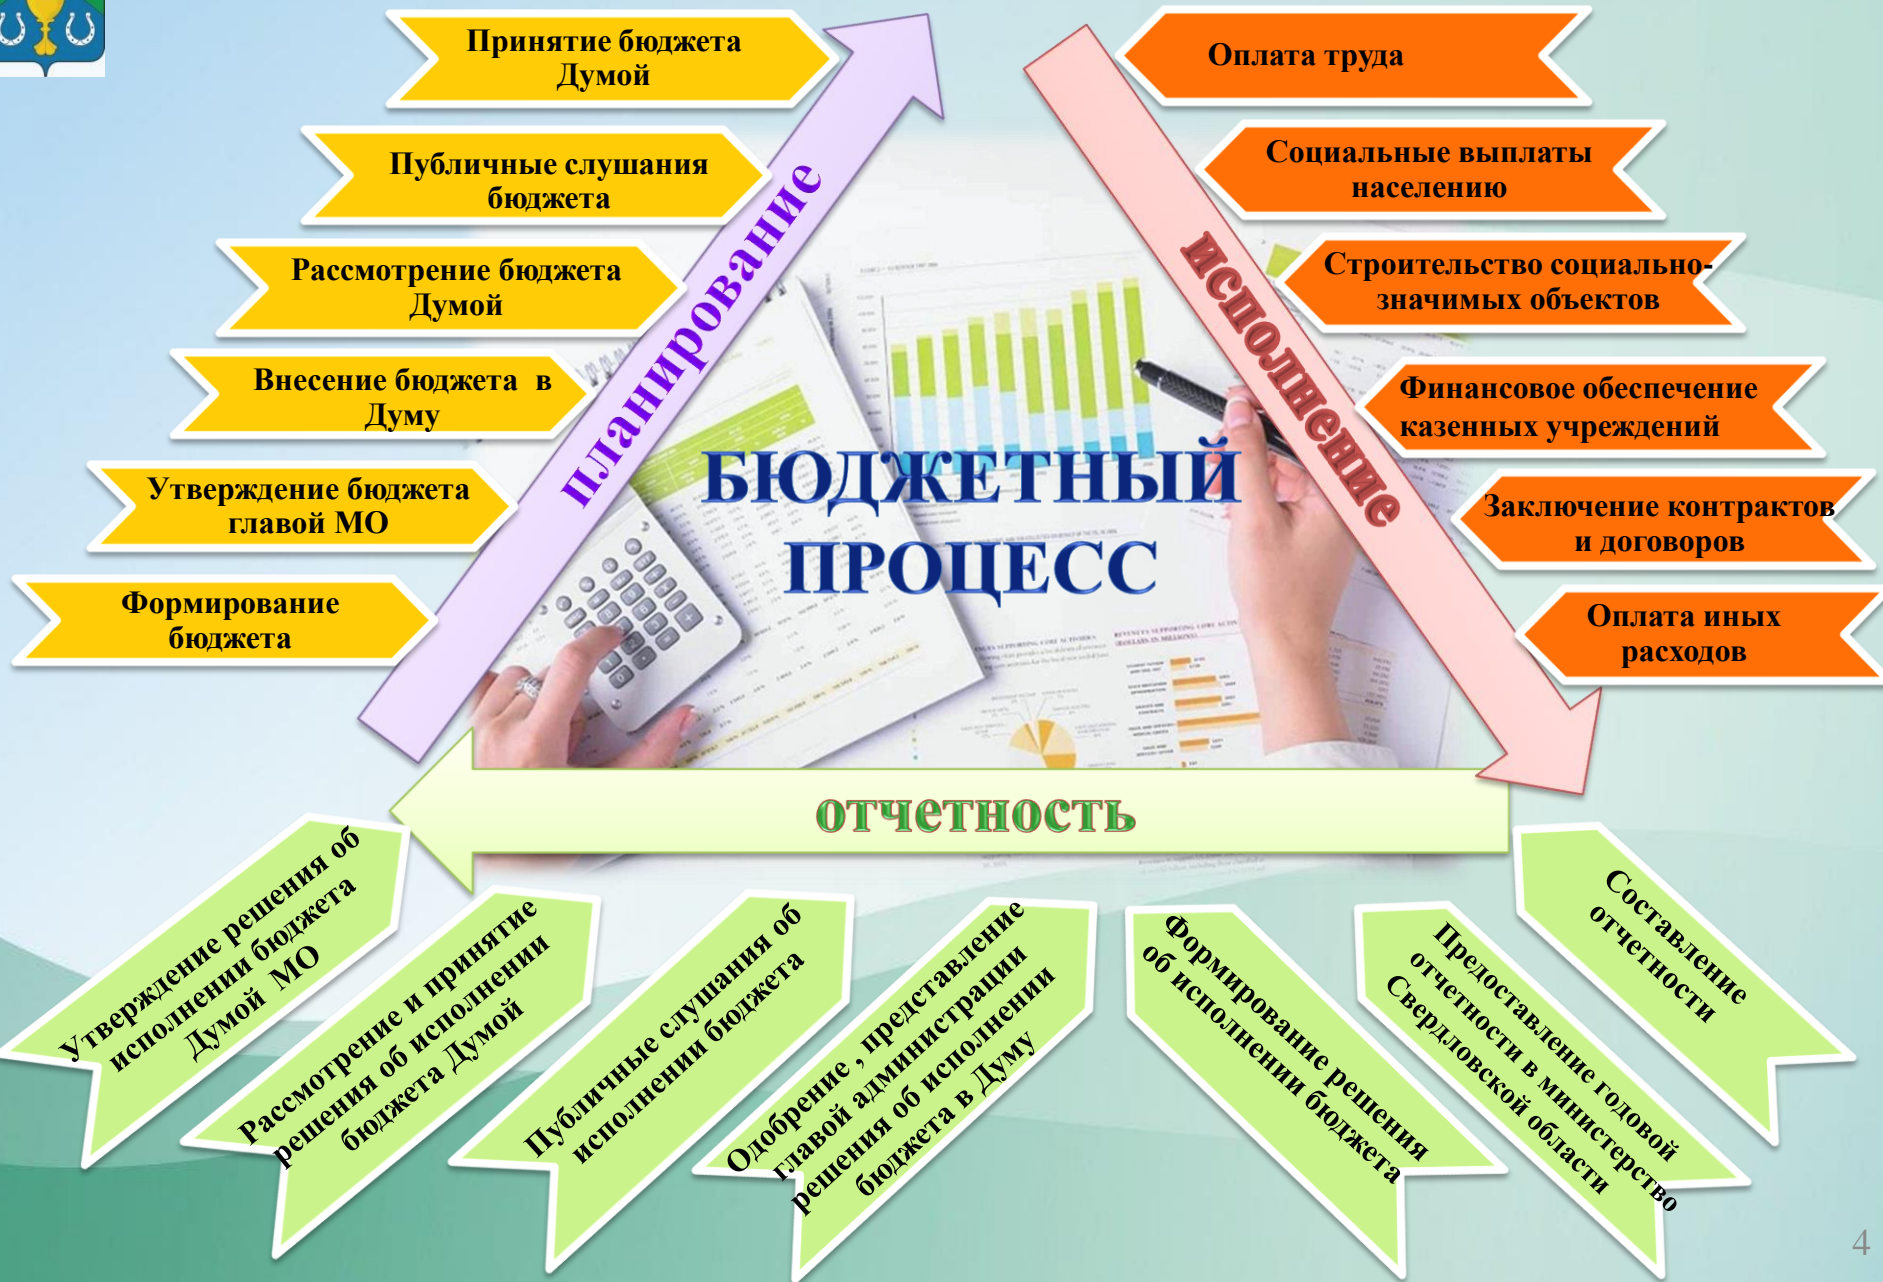 Принятие бюджета
Думой
Публичные слушания
бюджета
Рассмотрение бюджета
Думой
Внесение бюджета в
Думу
Утверждение бюджета
главой МО
Формирование
бюджета
планирование
БЮДЖЕТНЫЙ
ПРОЦЕСС
исполнение
Оплата труда
Социальные выплаты
населению
Строительство социально-
значимых объектов
Финансовое обеспечение
казенных учреждений
Заключение контрактов
и договоров
Оплата иных
расходов
отчетность
Утверждение решения об
исполнении бюджета
Думой МО
Рассмотрение и принятие
решения об исполнении
бюджета Думой
Публичные слушания об
исполнении бюджета
Одобрение , представление
главой администрации
решения об исполнении
бюджета в Думу
Формирование решения
об исполнении бюджета
Предоставление годовой
отчетности в министерство
Свердловской области
Составление
отчетности
4